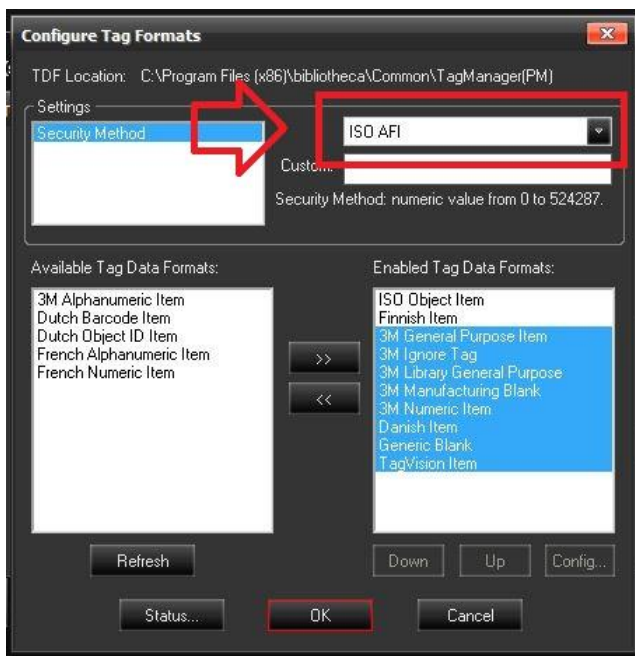 Configure Tag Formats
TDF Location: C:\Program Files (x86)\bibliotheca\Common\TagManager(PM)
Settings
Security Method
ISO AFI
Custom:
Security Method: numeric value from 0 to 524287.
Available Tag Data Formats:
3M Alphanumeric Item
Dutch Barcode Item
Dutch Object ID Item
French Alphanumeric Item
French Numeric Item
>>
<<
Enabled Tag Data Formats:
ISO Object Item
Finnish Item
3M General Purpose Item
3M Ignore Tag
3M Library General Purpose
3M Manufacturing Blank
3M Numeric Item
Danish Item
Generic Blank
TagVision Item
Refresh
Down
Up
Config...
Status...
OK
Cancel